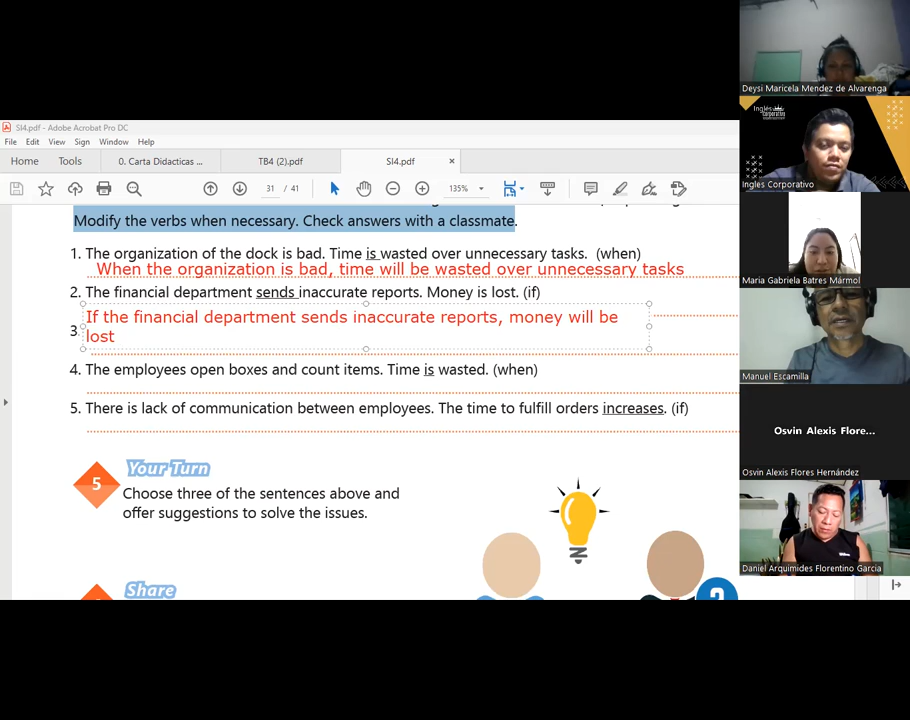 SI4.pdf - Adobe Acrobat Pro DC
File Edit View Sign Window Help
Home Tools 0. Carta Didacticas ... TB4 (2).pdf SI4.pdf ×
31 / 41 135%
Modify the verbs when necessary. Check answers with a classmate.
1. The organization of the dock is bad. Time is wasted over unnecessary tasks. (when)
When the organization is bad, time will be wasted over unnecessary tasks
2. The financial department sends inaccurate reports. Money is lost. (if)
If the financial department sends inaccurate reports, money will be
lost
3.
4. The employees open boxes and count items. Time is wasted. (when)
5. There is lack of communication between employees. The time to fulfill orders increases. (if)
5
Your Turn
Choose three of the sentences above and
offer suggestions to solve the issues.
Share
Deysi Maricela Mendez de Alvarenga
Inglés
Corporativo
Ingles Corporativo
Maria Gabriela Batres Mármol
Manuel Escamilla
Osvin Alexis Flore...
Osvin Alexis Flores Hernández
Daniel Arquimides Florentino Garcia